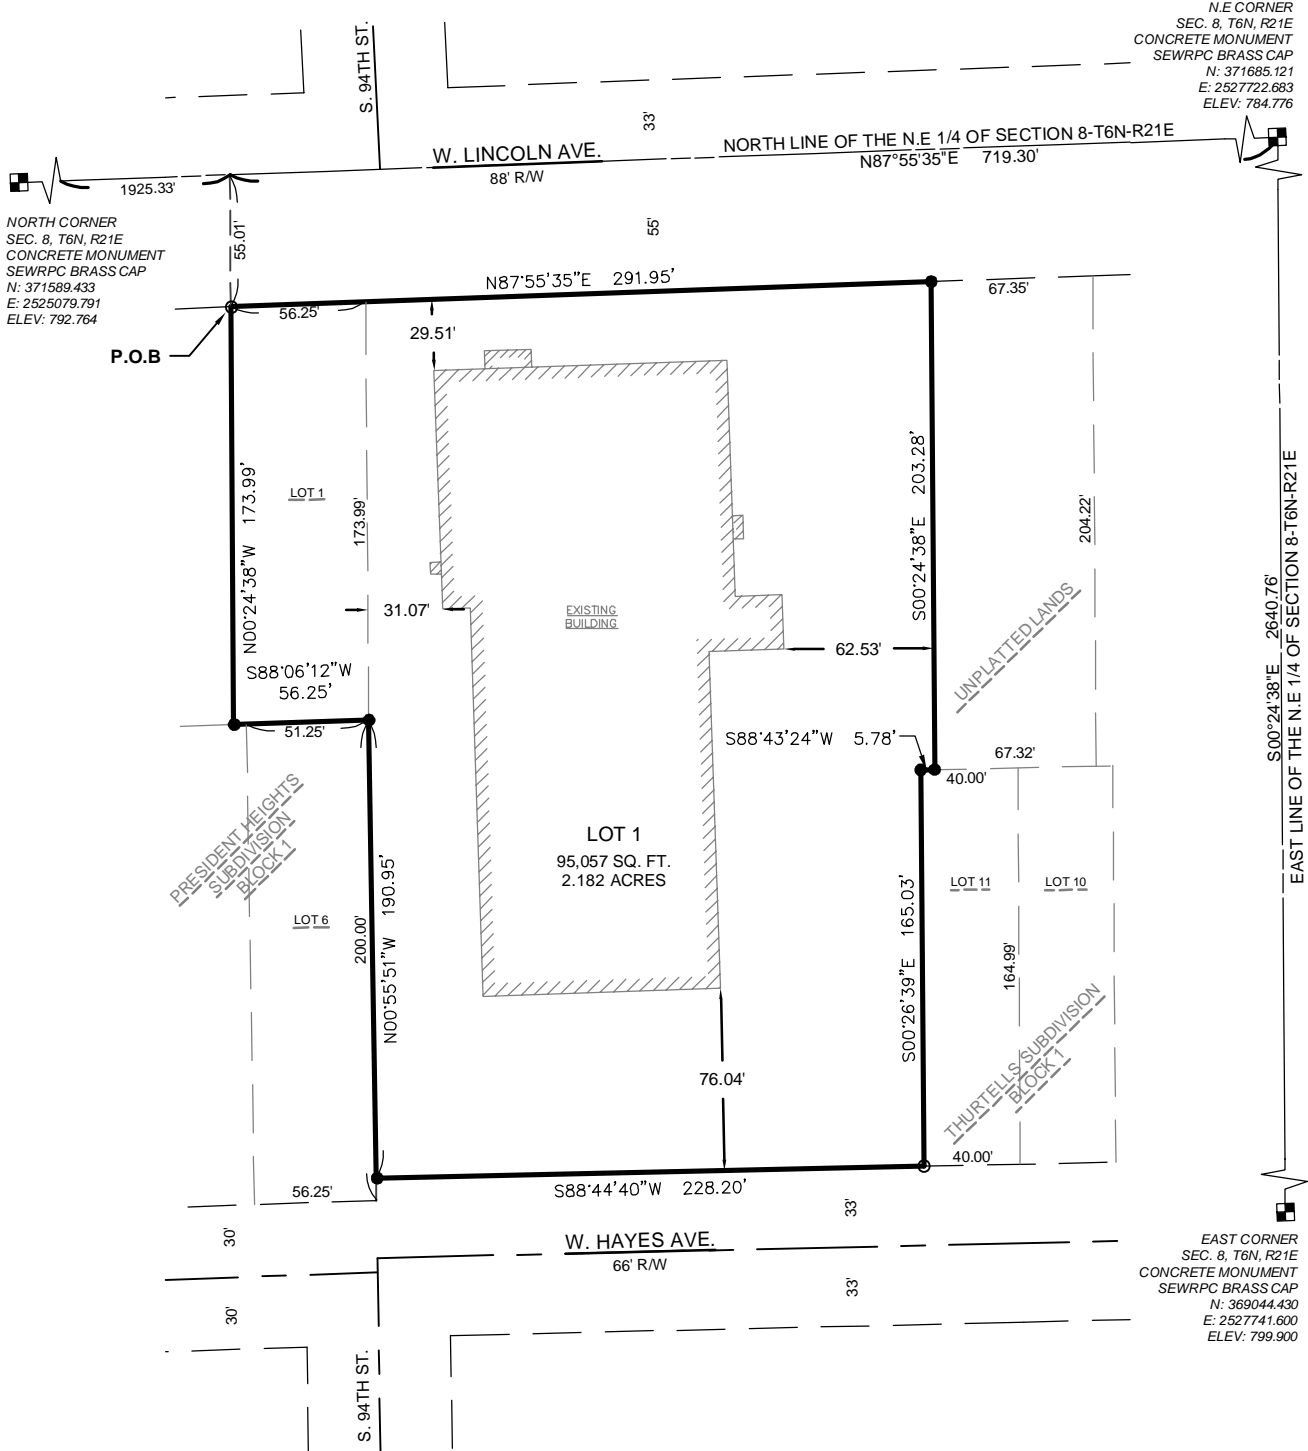 N.E CORNER
SEC. 8, T6N, R21E
CONCRETE MONUMENT
SEWRPC BRASS CAP
N: 371685.121
E: 2527722.683
ELEV: 784.776
S. 94TH ST.
33'
W. LINCOLN AVE.
88' R/W
NORTH LINE OF THE N.E 1/4 OF SECTION 8-T6N-R21E
N87°55'35"E 719.30'
1925.33'
NORTH CORNER
SEC. 8, T6N, R21E
CONCRETE MONUMENT
SEWRPC BRASS CAP
N: 371589.433
E: 2525079.791
ELEV: 792.764
55.01'
55'
N87°55'35"E 291.95'
67.35'
56.25'
29.51'
P.O.B
N00°24'38"W 173.99'
LOT 1
173.99'
S00°24'38"E 203.28'
204.22'
31.07'
EXISTING
BUILDING
62.53'
UNPLATTED LANDS
S00°24'38"E 2640.76'
EAST LINE OF THE N.E 1/4 OF SECTION 8-T6N-R21E
S88°06'12"W
56.25'
51.25'
S88°43'24"W 5.78'
67.32'
40.00'
PRESIDENT HEIGHTS
SUBDIVISION
BLOCK 1
LOT 1
95,057 SQ. FT.
2.182 ACRES
LOT 11
LOT 10
LOT 6
200.00'
N00°55'51"W 190.95'
S00°26'39"E 165.03'
164.99'
THURTELLS SUBDIVISION
BLOCK 1
76.04'
40.00'
56.25'
S88°44'40"W 228.20'
33'
30'
W. HAYES AVE.
66' R/W
33'
30'
S. 94TH ST.
EAST CORNER
SEC. 8, T6N, R21E
CONCRETE MONUMENT
SEWRPC BRASS CAP
N: 369044.430
E: 2527741.600
ELEV: 799.900